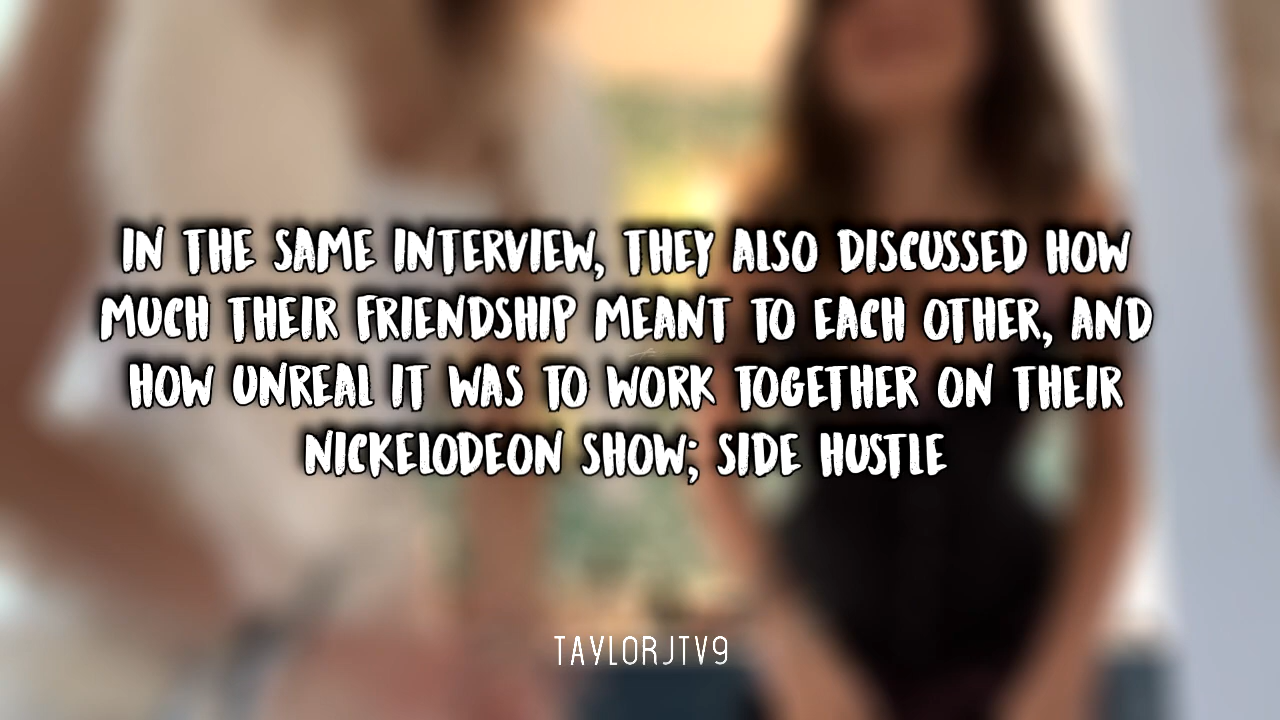 IN THE SAME INTERVIEW, THEY ALSO DISCUSSED HOW
MUCH THEIR FRIENDSHIP MEANT TO EACH OTHER, AND
HOW UNREAL IT WAS TO WORK TOGETHER ON THEIR
NICKELODEON SHOW; SIDE HUSTLE
TAYLORJTV9